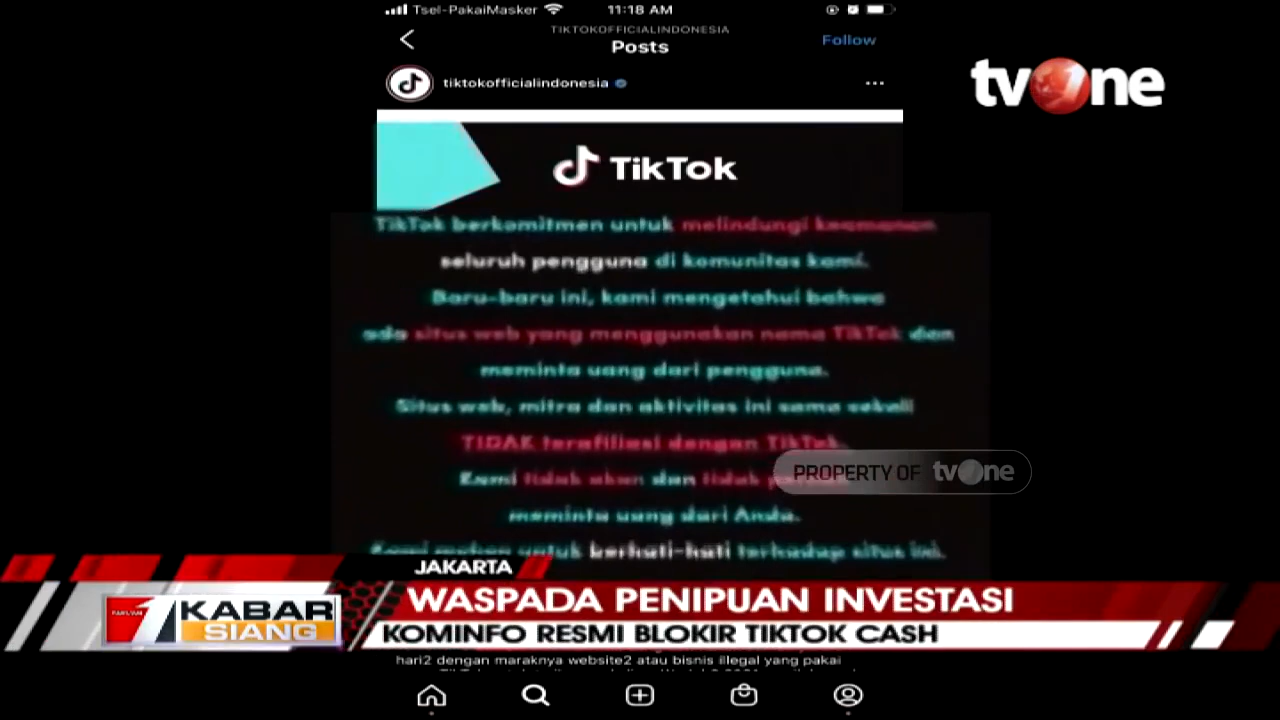 Tsel-PakaiMasker
11:18 AM
TIKTOKOFFICIALINDONESIA
Posts
Follow
tiktokofficialindonesia
tvOne
TikTok
TikTok berkomitmen untuk melindungi keamanan
seluruh pengguna di komunitas kami.
Baru-baru ini, kami mengetahui bahwa
ada situs web yang menggunakan nama TikTok dan
meminta uang dari pengguna.
Situs web, mitra dan aktivitas ini sama sekali
TIDAK terafiliasi dengan TikTok.
Kami tidak akan dan tidak
PROPERTY OF tvOne
meminta uang dari Anda.
Kami mohon untuk berhati-hati terhadap situs ini.
JAKARTA
WASPADA PENIPUAN INVESTASI
KABAR
SIANG
KOMINFO RESMI BLOKIR TIKTOK CASH
hari2 dengan maraknya website2 atau bisnis illegal yang pakai